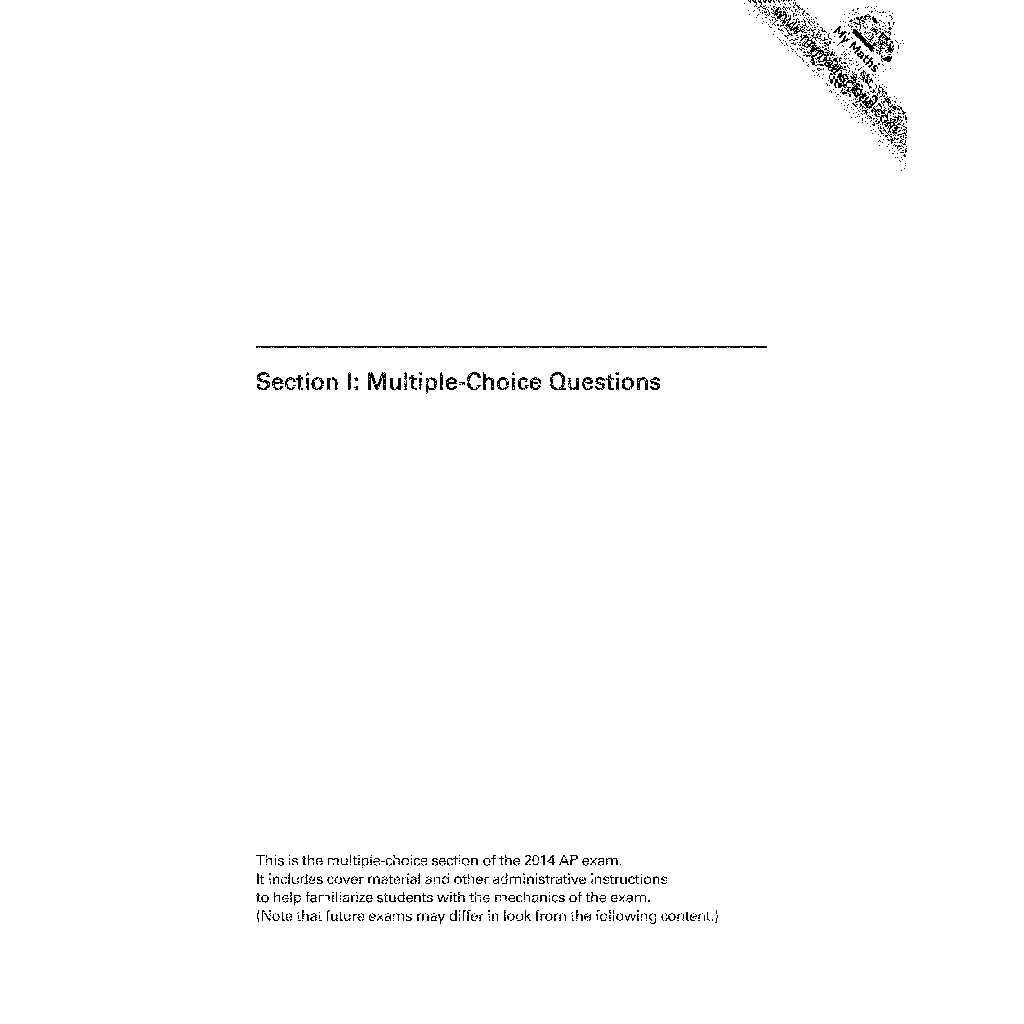 My Maths
Section I: Multiple-Choice Questions
This is the multiple-choice section of the 2014 AP exam.
It includes cover material and other administrative instructions
to help familiarize students with the mechanics of the exam.
(Note that future exams may differ in look from the following content.)